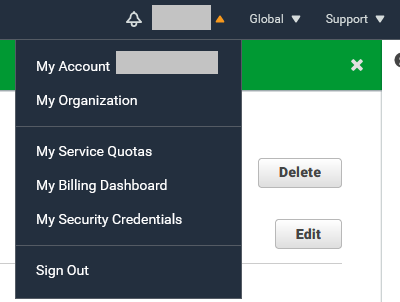 Global
Support
My Account
My Organization
My Service Quotas
My Billing Dashboard
My Security Credentials
Sign Out
Delete
Edit